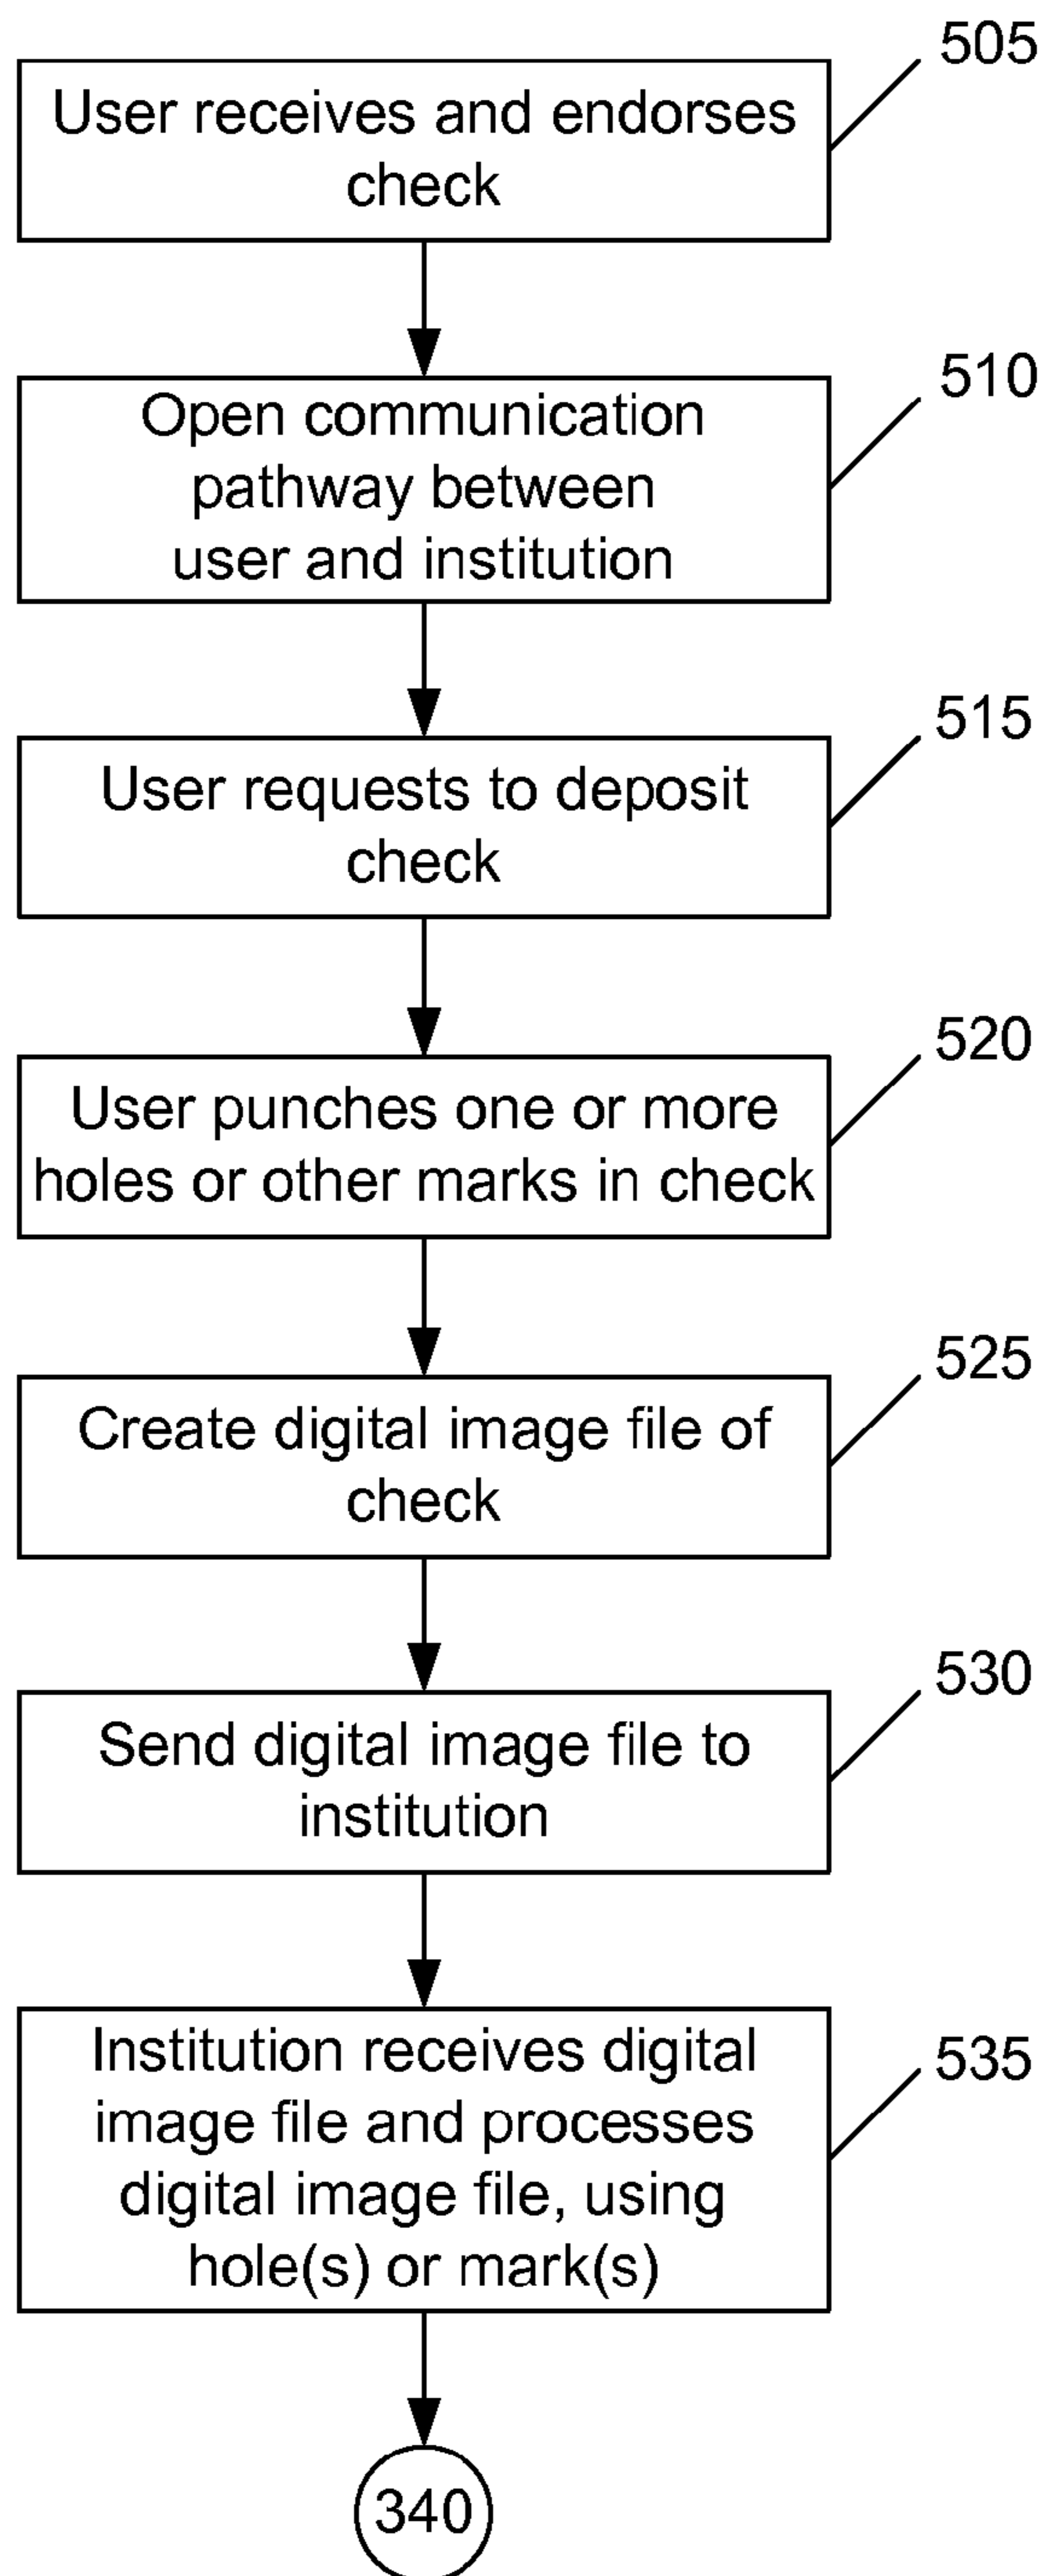 505
User receives and endorses
check
510
Open communication
pathway between
user and institution
515
User requests to deposit
check
520
User punches one or more
holes or other marks in check
525
Create digital image file of
check
530
Send digital image file to
institution
535
Institution receives digital
image file and processes
digital image file, using
hole(s) or mark(s)
340